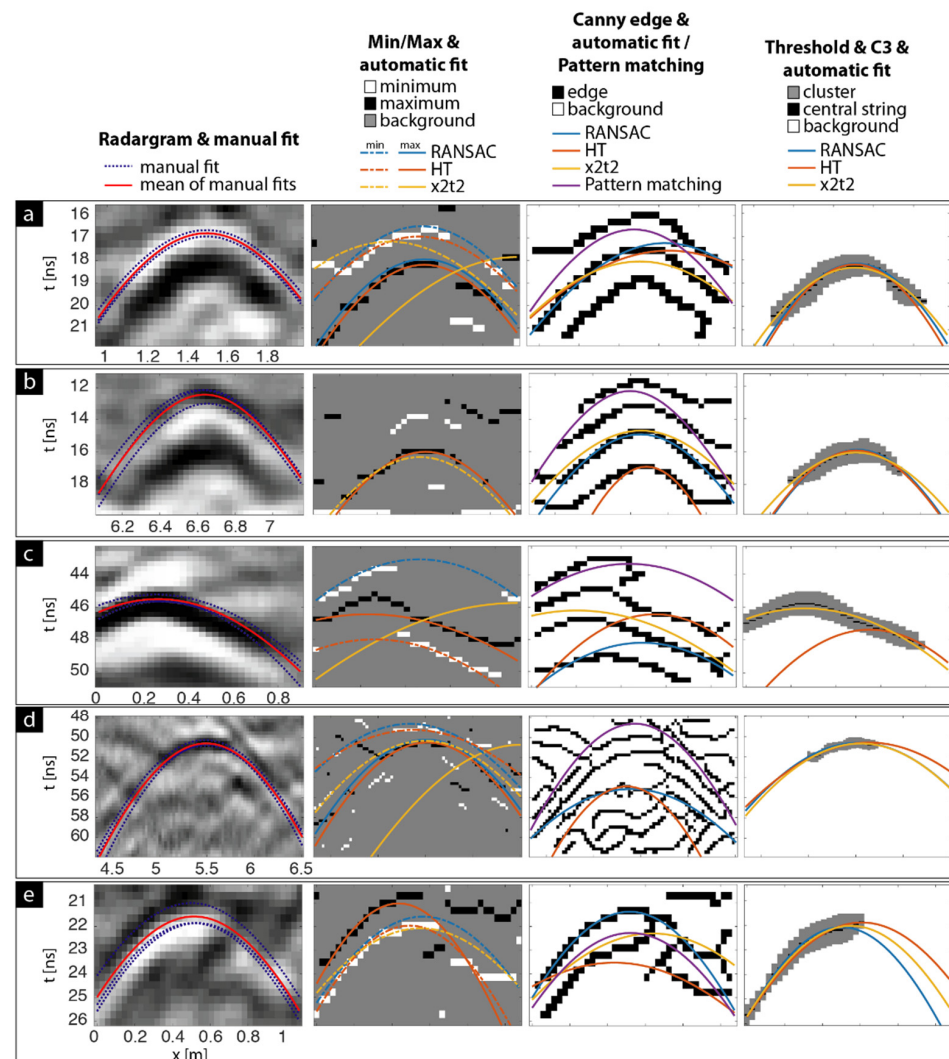 Radargram & manual fit
manual fit
mean of manual fits
Min/Max &
automatic fit
minimum
maximum
background
min max
RANSAC
HT
x2t2
Canny edge &
automatic fit /
Pattern matching
edge
background
RANSAC
HT
x2t2
Pattern matching
Threshold & C3 &
automatic fit
cluster
central string
background
RANSAC
HT
x2t2
a
t [ns]
16
17
18
19
20
21
1 1.2 1.4 1.6 1.8
b
t [ns]
12
14
16
18
6.2 6.4 6.6 6.8 7
c
t [ns]
44
46
48
50
0 0.2 0.4 0.6 0.8
d
t [ns]
48
50
52
54
56
58
60
4.5 5 5.5 6 6.5
e
t [ns]
21
22
23
24
25
26
0 0.2 0.4 0.6 0.8 1
x [m]